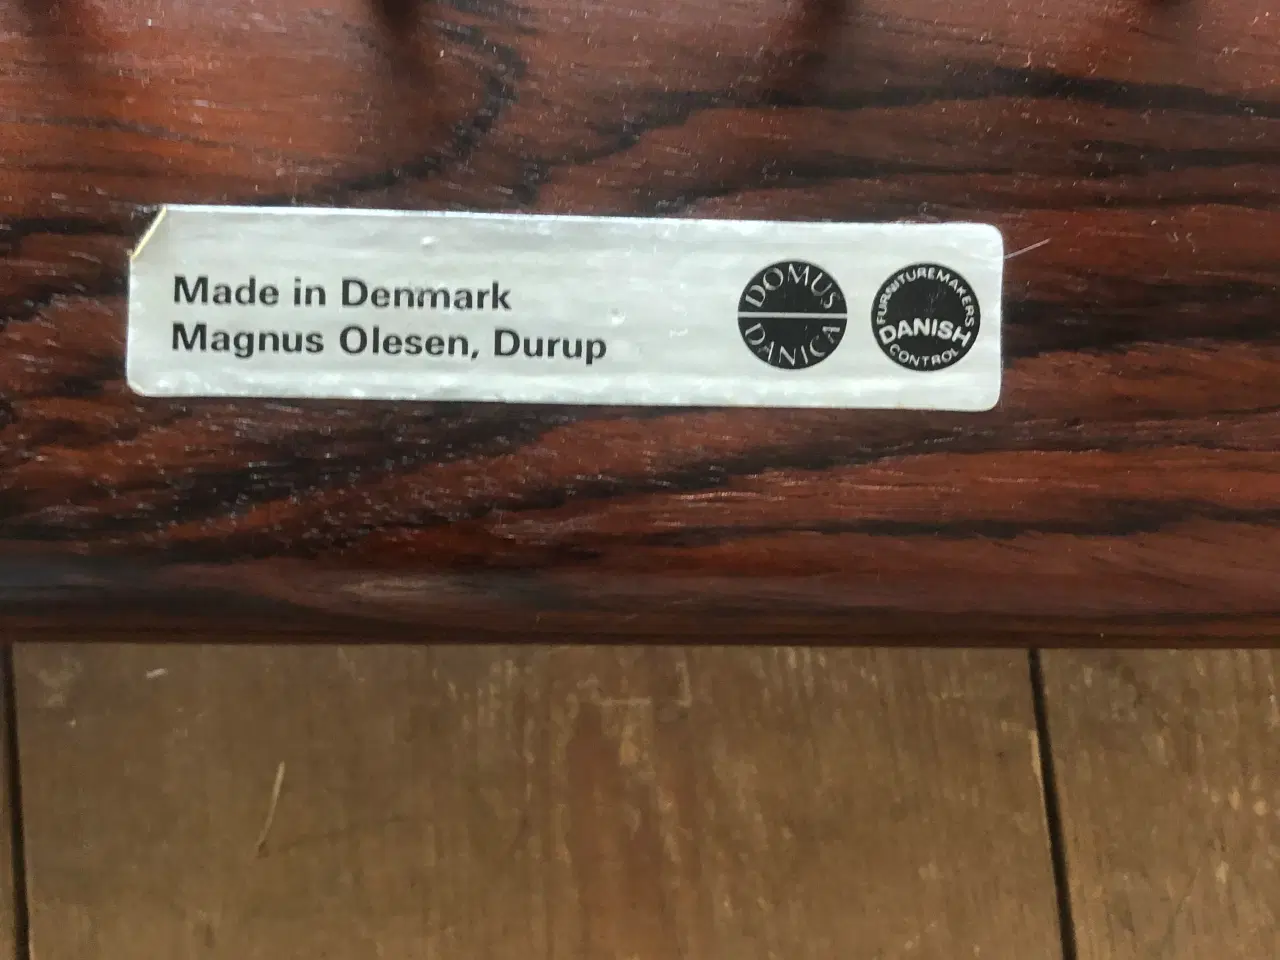 Made in Denmark
Magnus Olesen, Durup
DOMUS
DANICA
FURNITUREMAKERS
DANISH
CONTROL